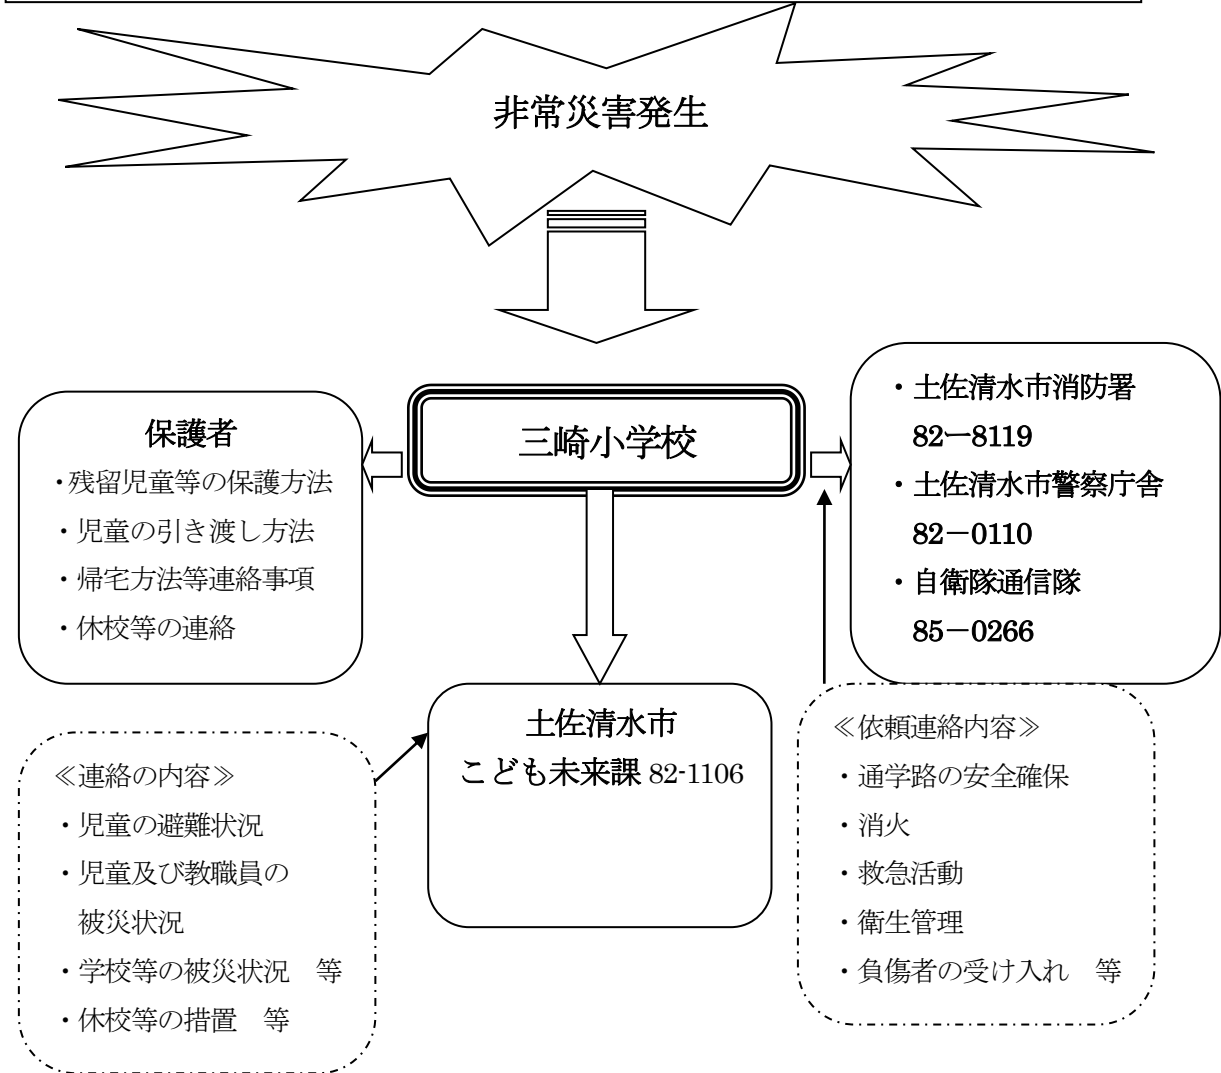 非常災害発生
三崎小学校
保護者
・残留児童等の保護方法
・児童の引き渡し方法
・帰宅方法等連絡事項
・休校等の連絡
・土佐清水市消防署
82ー8119
・土佐清水市警察庁舎
82－0110
・自衛隊通信隊
85－0266
土佐清水市
こども未来課 82-1106
≪連絡の内容≫
・児童の避難状況
・児童及び教職員の
被災状況
・学校等の被災状況　等
・休校等の措置　等
≪依頼連絡内容≫
・通学路の安全確保
・消火
・救急活動
・衛生管理
・負傷者の受け入れ　等